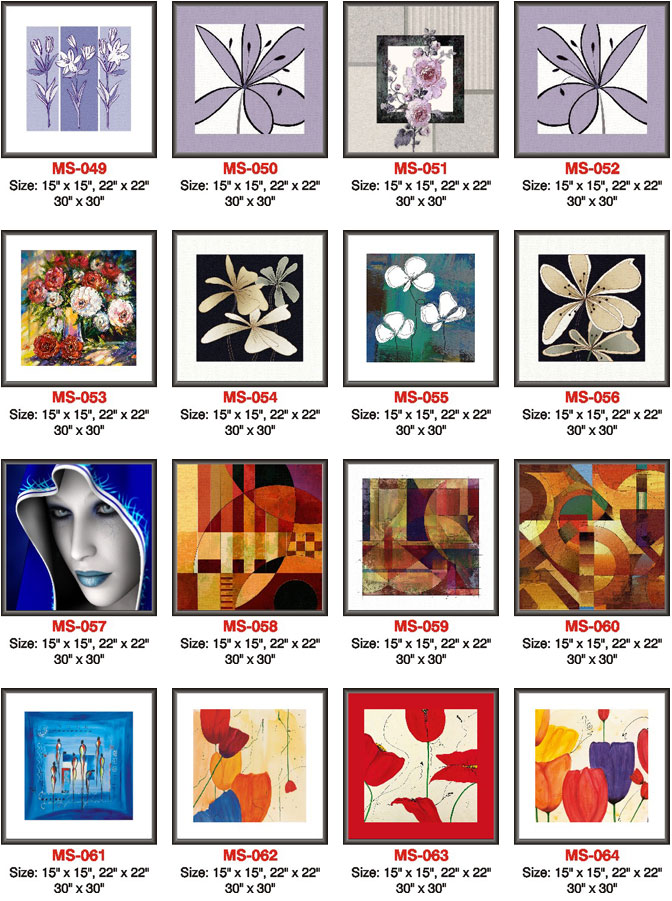 MS-049
Size: 15" x 15", 22" x 22"
30" x 30"
MS-050
Size: 15" x 15", 22" x 22"
30" x 30"
MS-051
Size: 15" x 15", 22" x 22"
30" x 30"
MS-052
Size: 15" x 15", 22" x 22"
30" x 30"
MS-053
Size: 15" x 15", 22" x 22"
30" x 30"
MS-054
Size: 15" x 15", 22" x 22"
30" x 30"
MS-055
Size: 15" x 15", 22" x 22"
30" x 30"
MS-056
Size: 15" x 15", 22" x 22"
30" x 30"
MS-057
Size: 15" x 15", 22" x 22"
30" x 30"
MS-058
Size: 15" x 15", 22" x 22"
30" x 30"
MS-059
Size: 15" x 15", 22" x 22"
30" x 30"
MS-060
Size: 15" x 15", 22" x 22"
30" x 30"
MS-061
Size: 15" x 15", 22" x 22"
30" x 30"
MS-062
Size: 15" x 15", 22" x 22"
30" x 30"
MS-063
Size: 15" x 15", 22" x 22"
30" x 30"
MS-064
Size: 15" x 15", 22" x 22"
30" x 30"